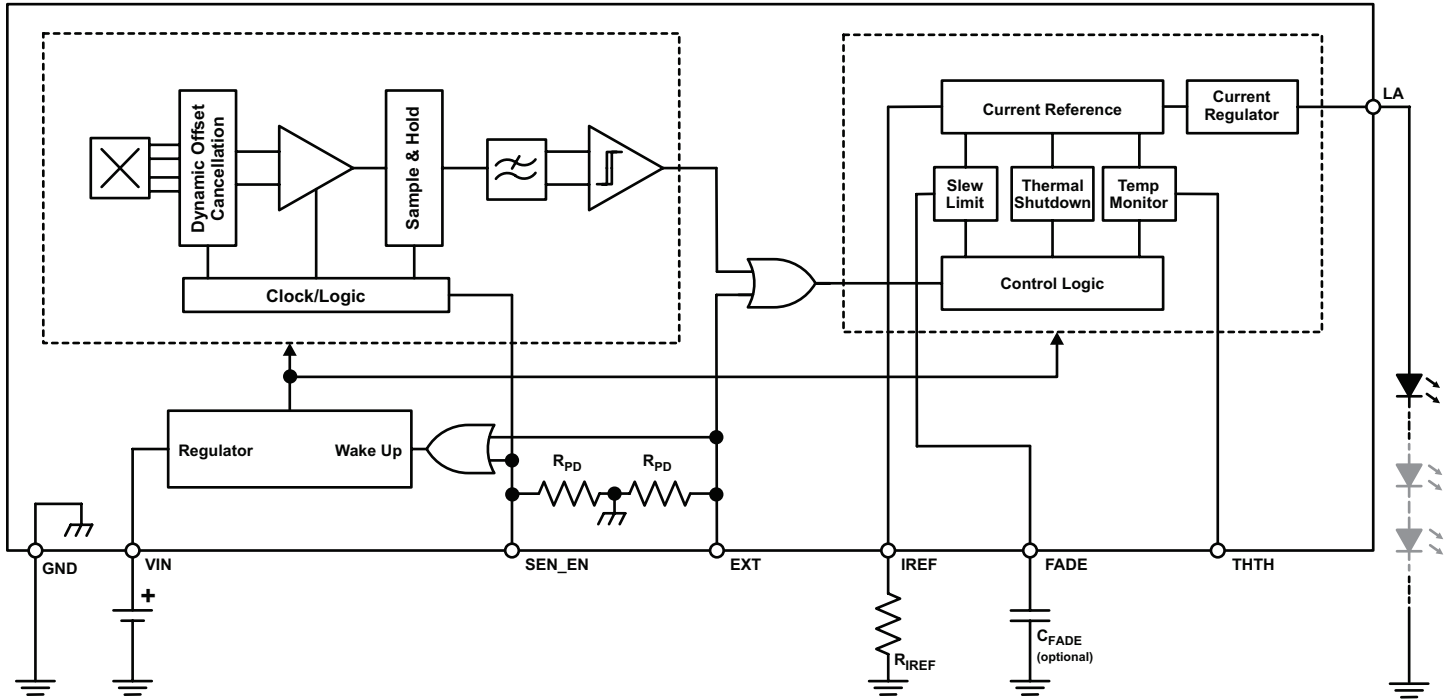 Dynamic Offset
Cancellation
Sample & Hold
Clock/Logic
Current Reference
Current
Regulator
LA
Slew
Limit
Thermal
Shutdown
Temp
Monitor
Control Logic
Regulator
Wake Up
RPD
RPD
GND
VIN
SEN_EN
EXT
IREF
FADE
THTH
+
RIREF
CFADE
(optional)